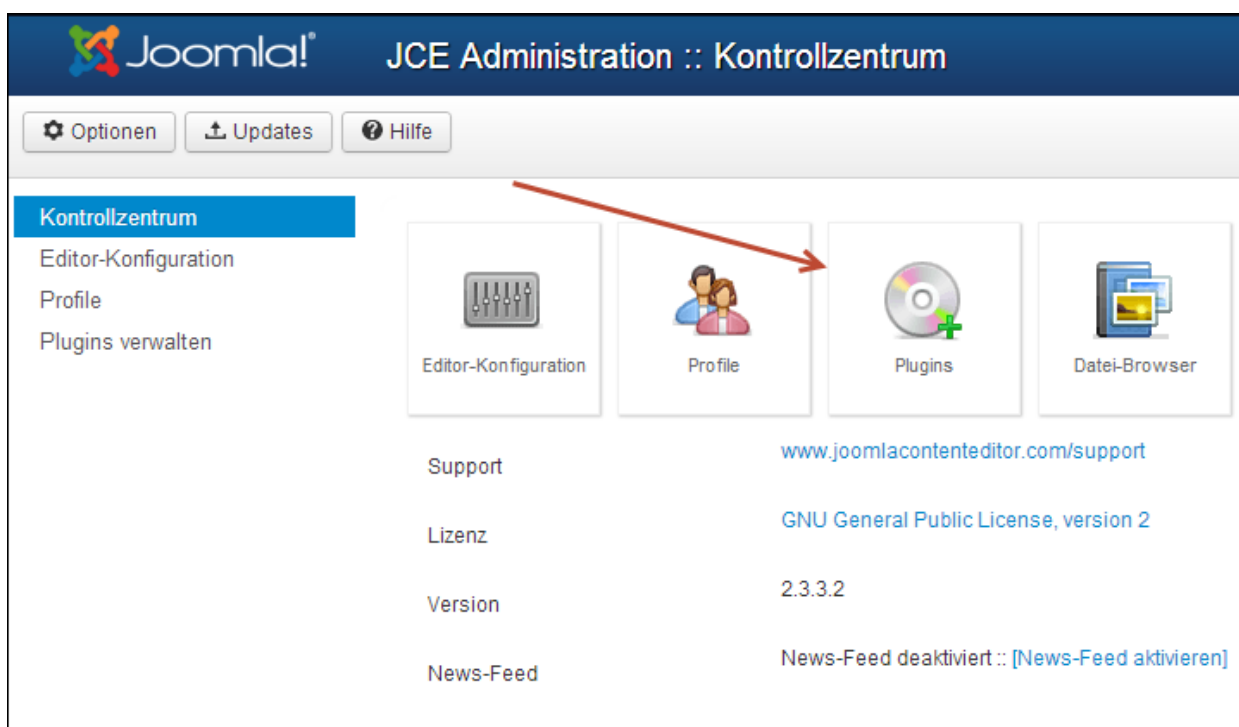 Joomla!® JCE Administration :: Kontrollzentrum
Optionen Updates Hilfe
Kontrollzentrum
Editor-Konfiguration
Profile
Plugins verwalten
Editor-Konfiguration Profile Plugins Datei-Browser
Support www.joomlacontenteditor.com/support
Lizenz GNU General Public License, version 2
Version 2.3.3.2
News-Feed News-Feed deaktiviert :: [News-Feed aktivieren]